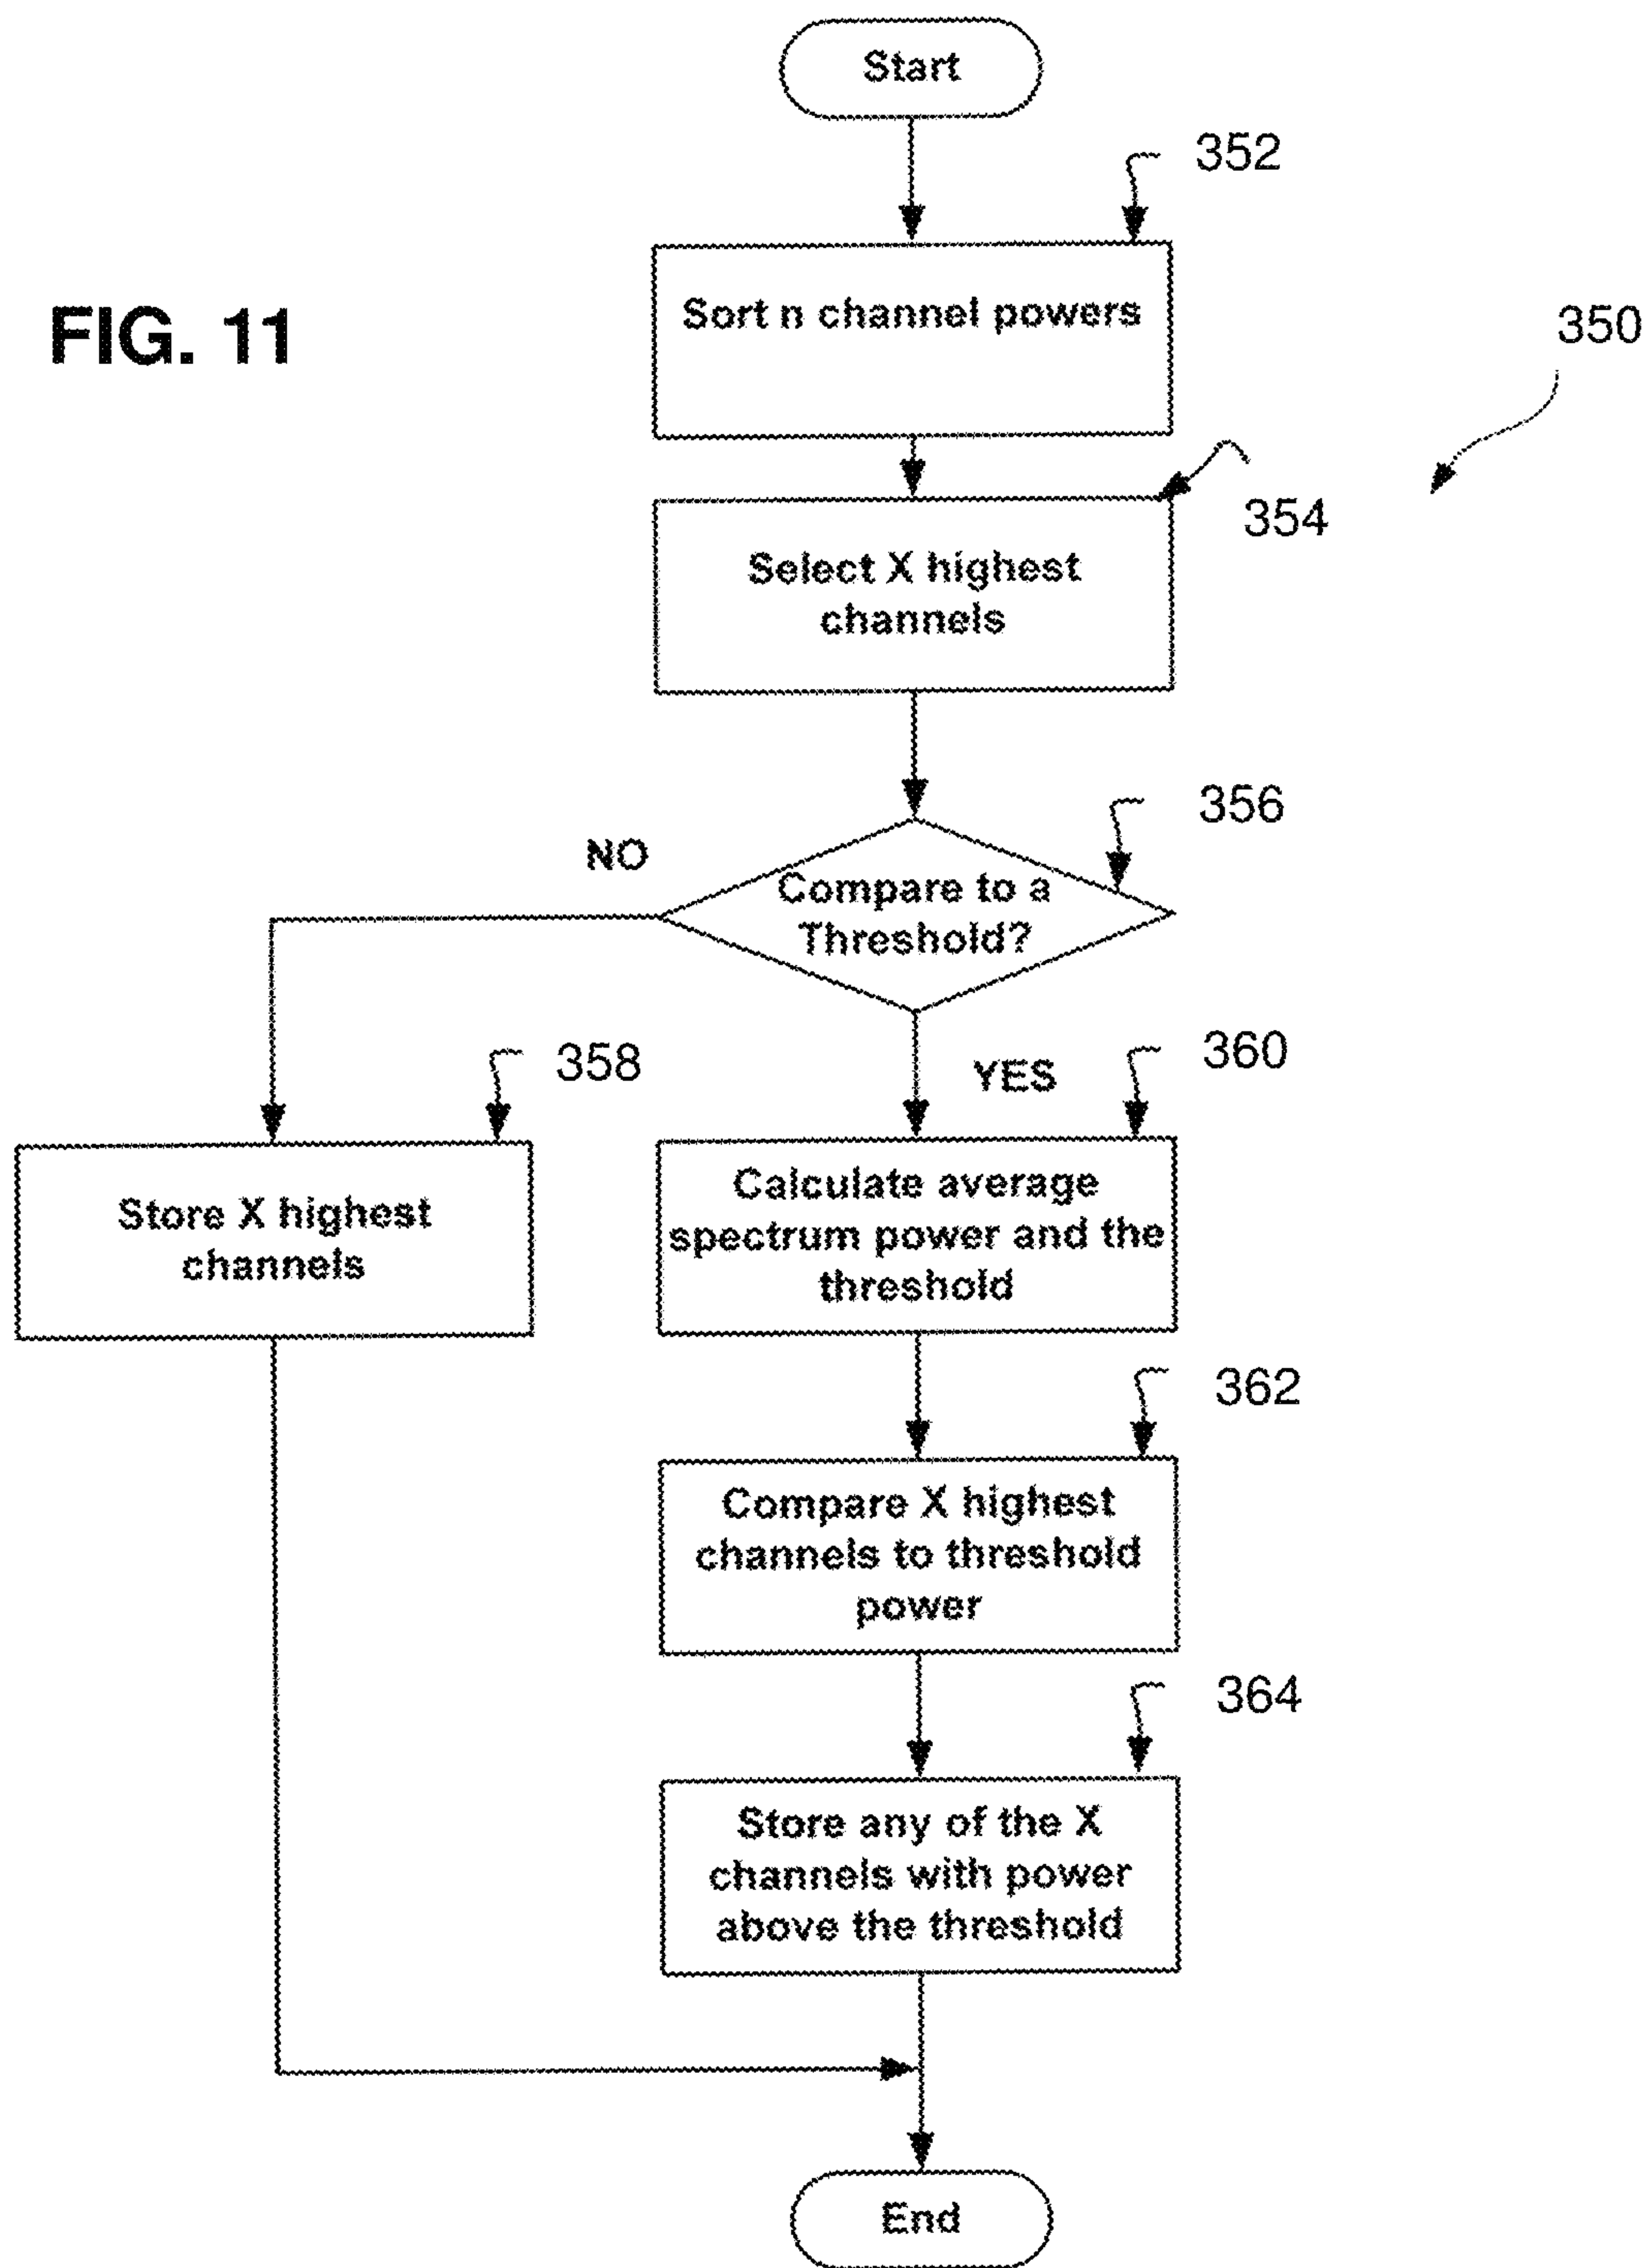 Start
352
Sort n channel powers
FIG. 11
350
354
Select X highest
channels
356
NO
Compare to a
Threshold?
358
YES
360
Store X highest
channels
Calculate average
spectrum power and the
threshold
362
Compare X highest
channels to threshold
power
364
Store any of the X
channels with power
above the threshold
End